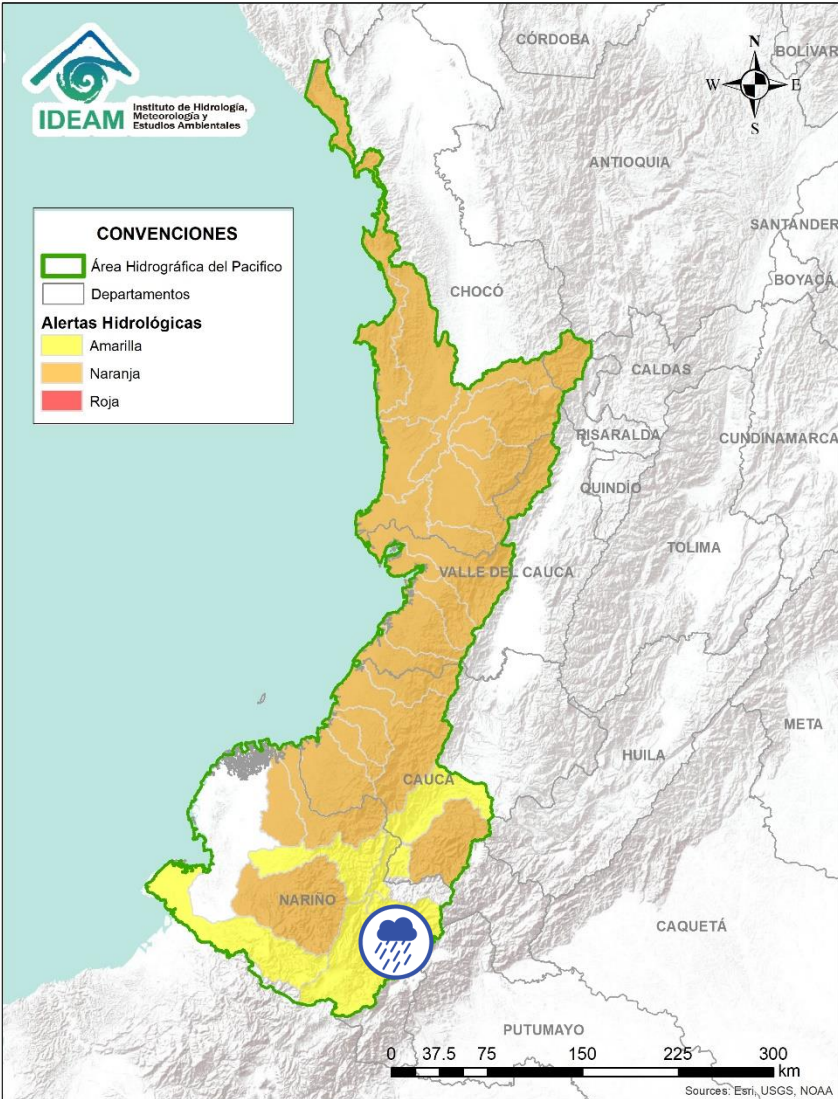 IDEAM
Instituto de Hidrología,
Meteorología y
Estudios Ambientales
CÓRDOBA
BOLÍVAR
N
W
E
S
ANTIOQUIA
SANTANDER
BOYACÁ
CONVENCIONES
Área Hidrográfica del Pacifico
Departamentos
Alertas Hidrológicas
Amarilla
Naranja
Roja
CHOCÓ
CALDAS
RISARALDA
CUNDINAMARCA
QUINDÍO
TOLIMA
VALLE DEL CAUCA
META
HUILA
CAUCA
NARIÑO
CAQUETÁ
PUTUMAYO
0 37.5 75 150 225 300
km
Sources: Esri, USGS, NOAA